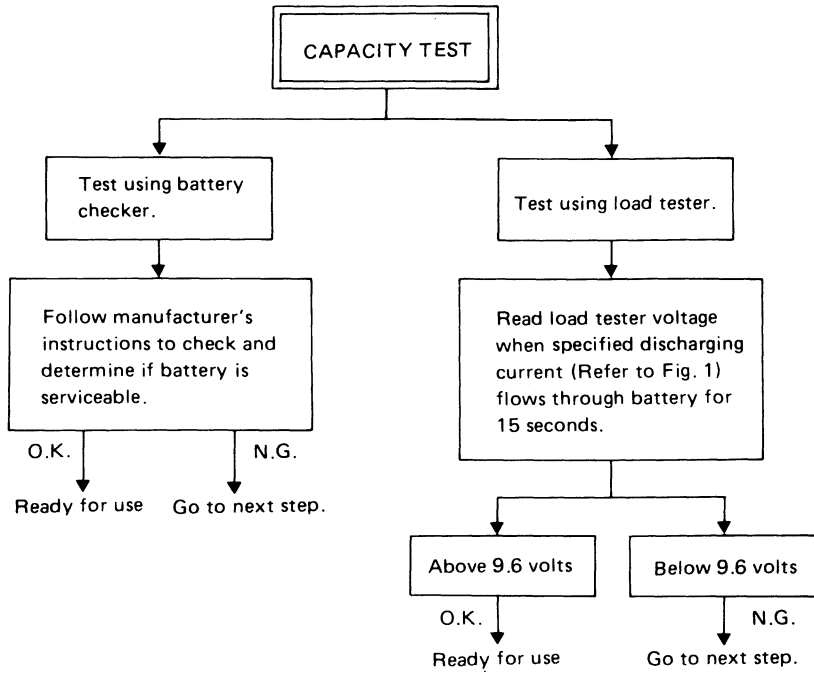 CAPACITY TEST
Test using battery
checker.
Follow manufacturer's
instructions to check and
determine if battery is
serviceable.
O.K.
N.G.
Ready for use
Go to next step.
Test using load tester.
Read load tester voltage
when specified discharging
current (Refer to Fig. 1)
flows through battery for
15 seconds.
Above 9.6 volts
Below 9.6 volts
O.K.
N.G.
Ready for use
Go to next step.